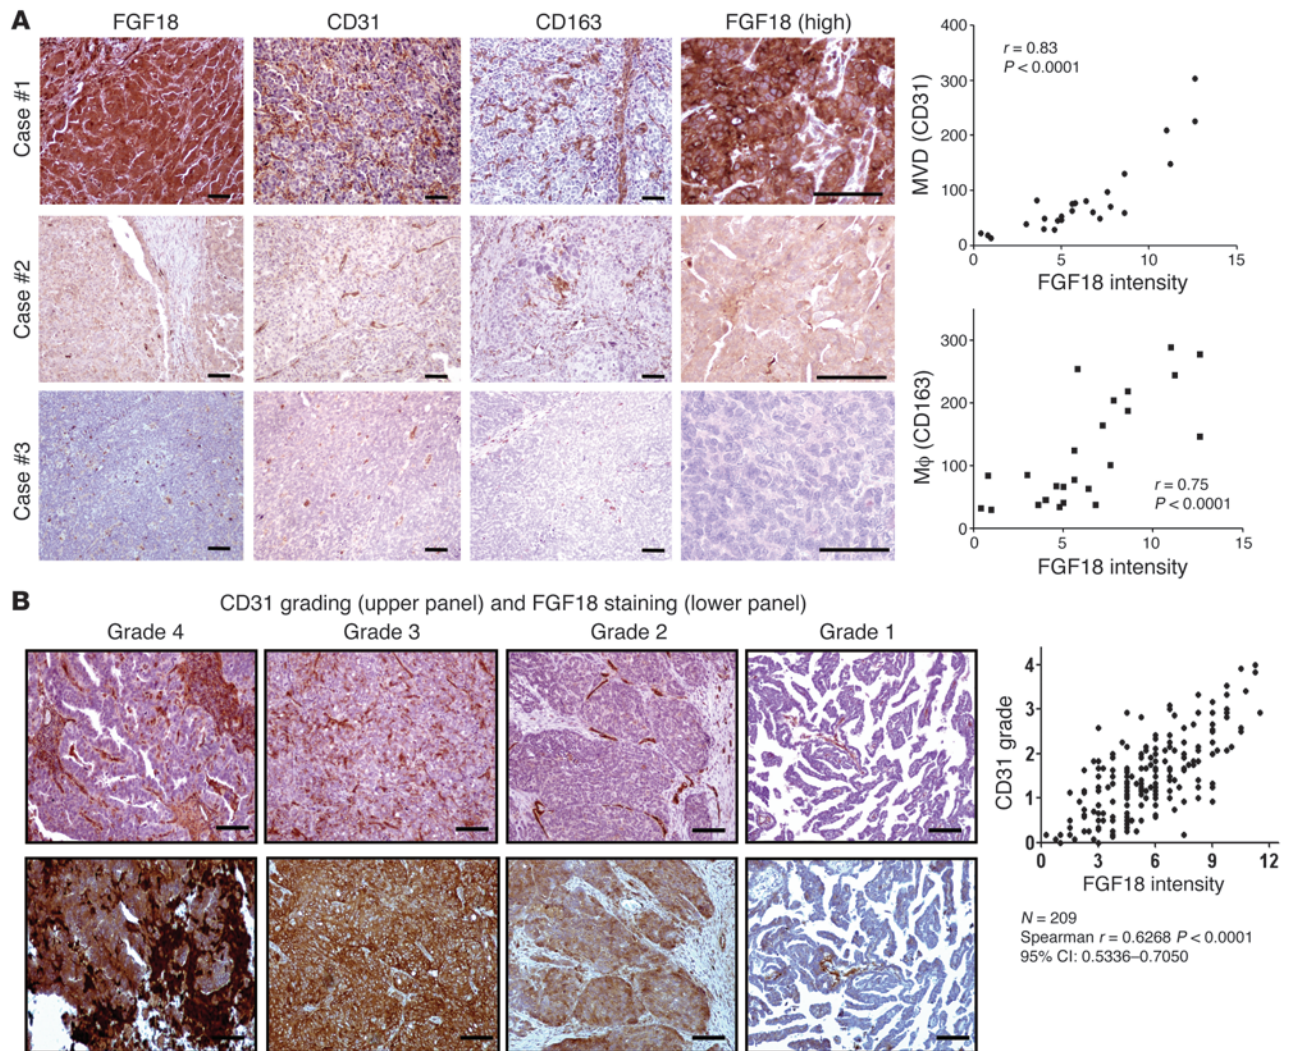 A
FGF18
CD31
CD163
FGF18 (high)
Case #1
Case #2
Case #3
MVD (CD31)
400
300
200
100
0
r = 0.83
P < 0.0001
0 5 10 15
FGF18 intensity
Mϕ (CD163)
300
200
100
0
r = 0.75
P < 0.0001
0 5 10 15
FGF18 intensity
B
CD31 grading (upper panel) and FGF18 staining (lower panel)
Grade 4
Grade 3
Grade 2
Grade 1
CD31 grade
4
3
2
1
0
0 3 6 9 12
FGF18 intensity
N = 209
Spearman r = 0.6268 P < 0.0001
95% CI: 0.5336–0.7050